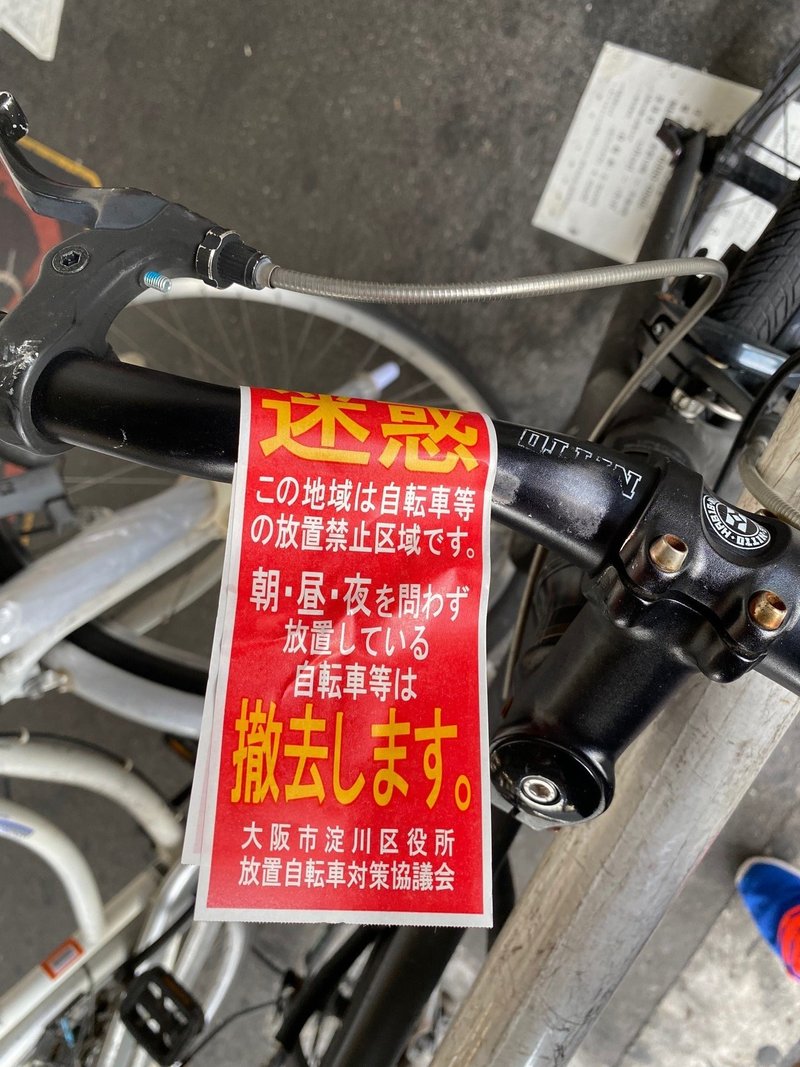 迷惑
この地域は自転車等
の放置禁止区域です。
朝・昼・夜を問わず
放置している
自転車等は
撤去します。
大阪市淀川区役所
放置自転車対策協議会
NITTO